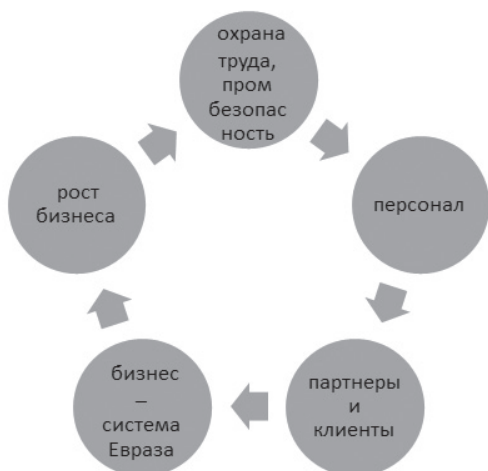 охрана
труда,
пром
безопас
ность
персонал
партнеры
и
клиенты
бизнес
–
система
Евраза
рост
бизнеса